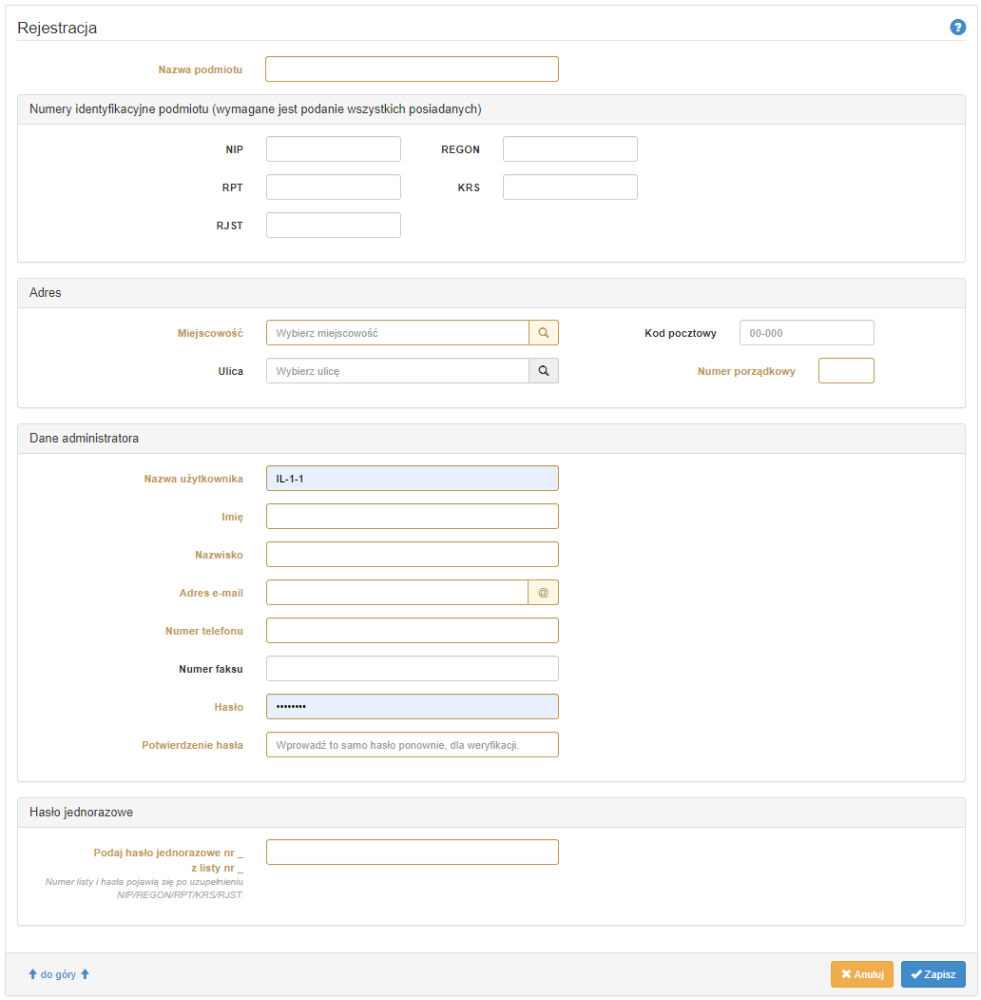 Rejestracja
?
Nazwa podmiotu
Numery identyfikacyjne podmiotu (wymagane jest podanie wszystkich posiadanych)
NIP
REGON
RPT
KRS
RJST
Adres
Miejscowość
Wybierz miejscowość
Kod pocztowy
00-000
Ulica
Wybierz ulicę
Numer porządkowy
Dane administratora
Nazwa użytkownika
IL-1-1
Imię
Nazwisko
Adres e-mail
@
Numer telefonu
Numer faksu
Hasło
••••••••
Potwierdzenie hasła
Wprowadź to samo hasło ponownie, dla weryfikacji.
Hasło jednorazowe
Podaj hasło jednorazowe nr _
z listy nr _
Numer listy i hasła pojawią się po uzupełnieniu
NIP/REGON/RPT/KRS/RJST.
do góry
Anuluj
Zapisz